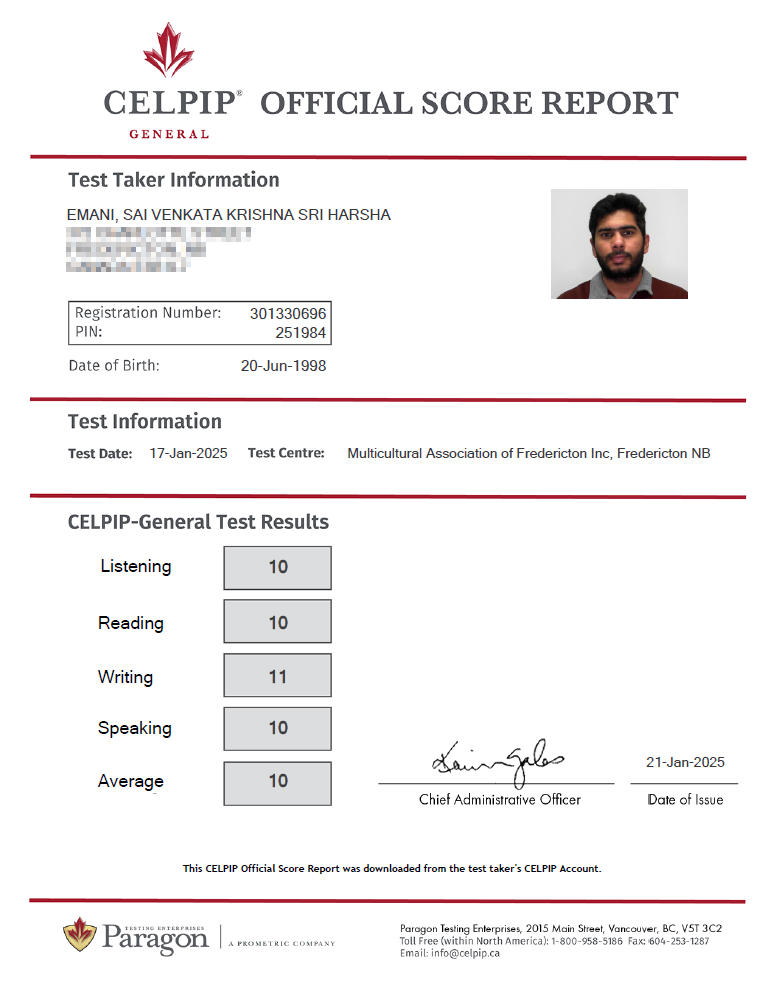 CELPIP® OFFICIAL SCORE REPORT
GENERAL
Test Taker Information
EMANI, SAI VENKATA KRISHNA SRI HARSHA
Registration Number: 301330696
PIN: 251984
Date of Birth: 20-Jun-1998
Test Information
Test Date: 17-Jan-2025 Test Centre: Multicultural Association of Fredericton Inc, Fredericton NB
CELPIP-General Test Results
Listening 10
Reading 10
Writing 11
Speaking 10
Average 10
21-Jan-2025
Chief Administrative Officer Date of Issue
This CELPIP Official Score Report was downloaded from the test taker's CELPIP Account.
TESTING ENTERPRISES
Paragon
A PROMETRIC COMPANY
Paragon Testing Enterprises, 2015 Main Street, Vancouver, BC, V5T 3C2
Toll Free (within North America): 1-800-958-5186 Fax: 604-253-1287
Email: info@celpip.ca